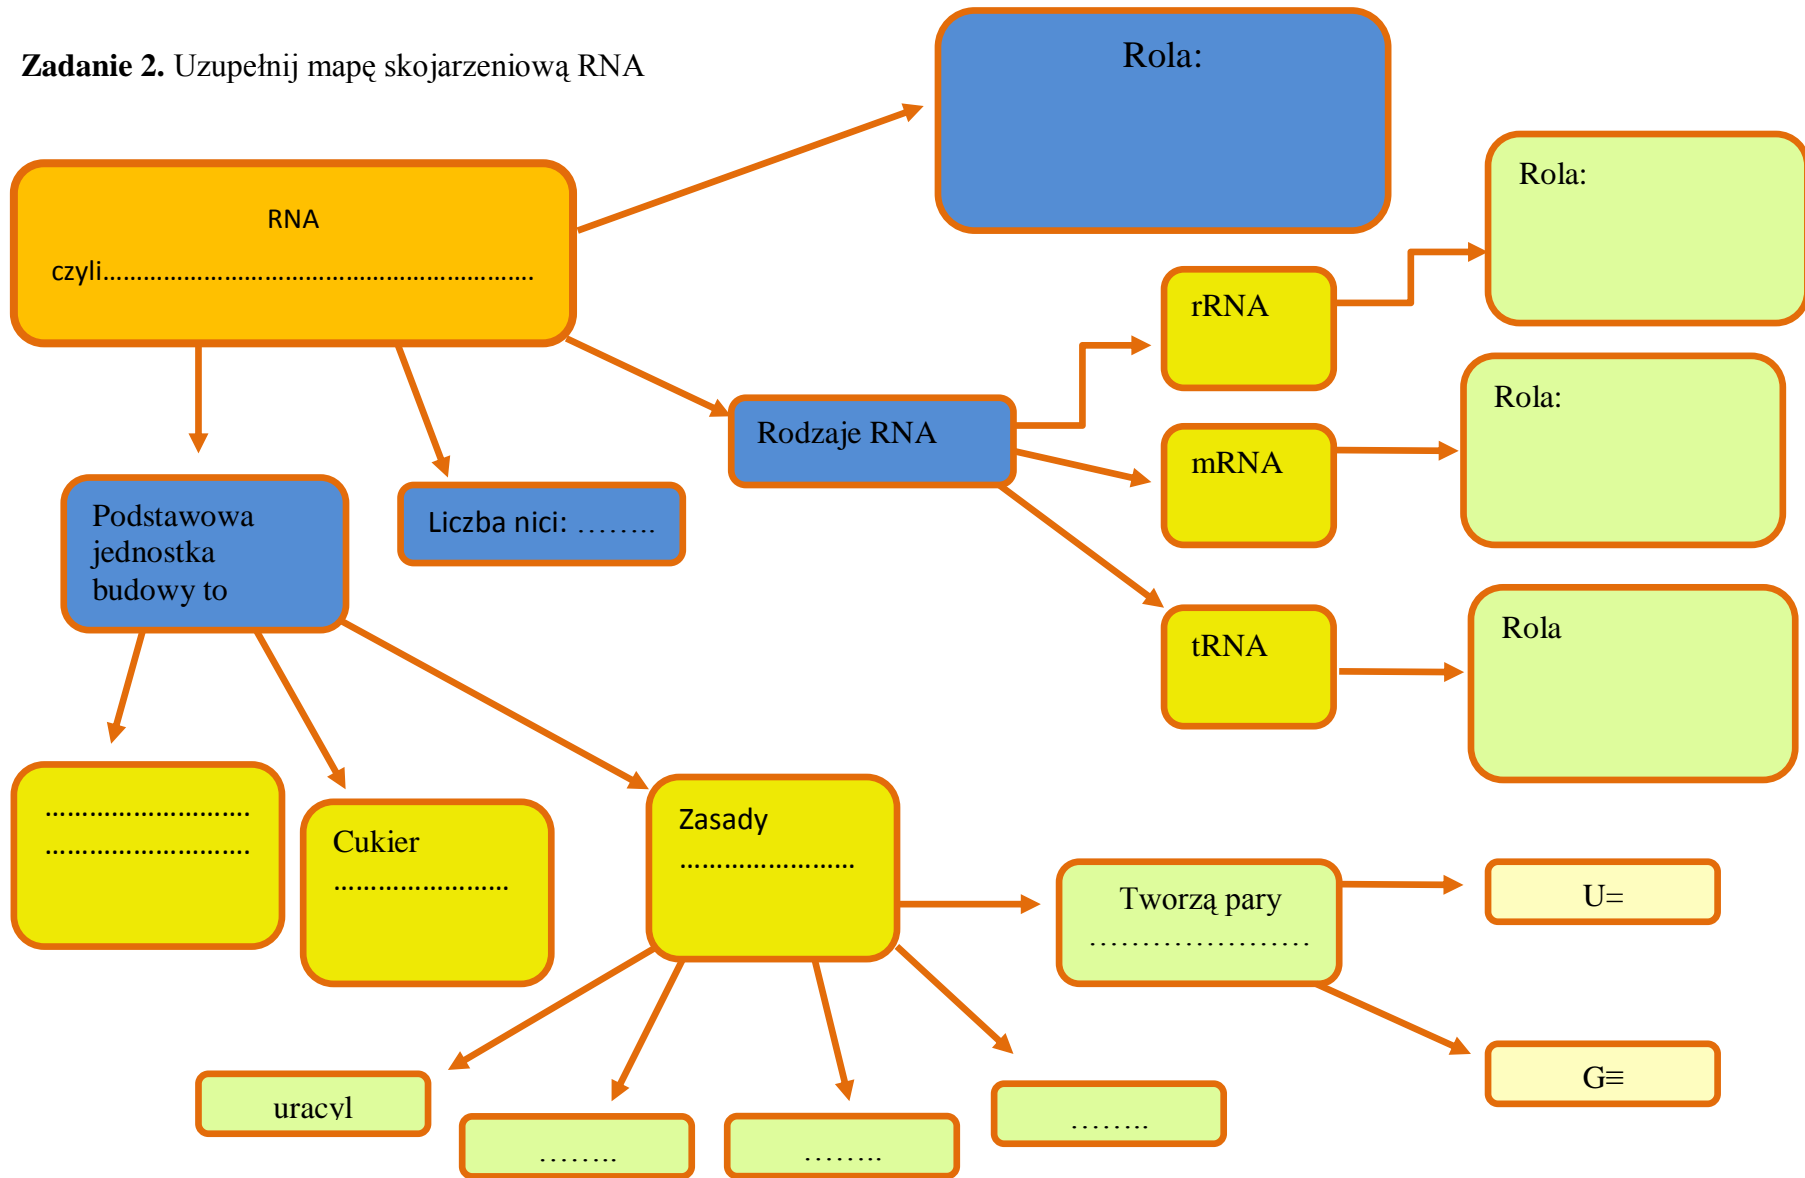 Zadanie 2. Uzupełnij mapę skojarzeniową RNA
Rola:
RNA
czyli……………………………………………………….
Rola:
rRNA
Rodzaje RNA
mRNA
Rola:
Podstawowa
jednostka
budowy to
Liczba nici: ……..
tRNA
Rola
……………………….
……………………….
Cukier
……………………
Zasady
……………………
Tworzą pary
…………………
U=
G≡
uracyl
……..
……..
……..